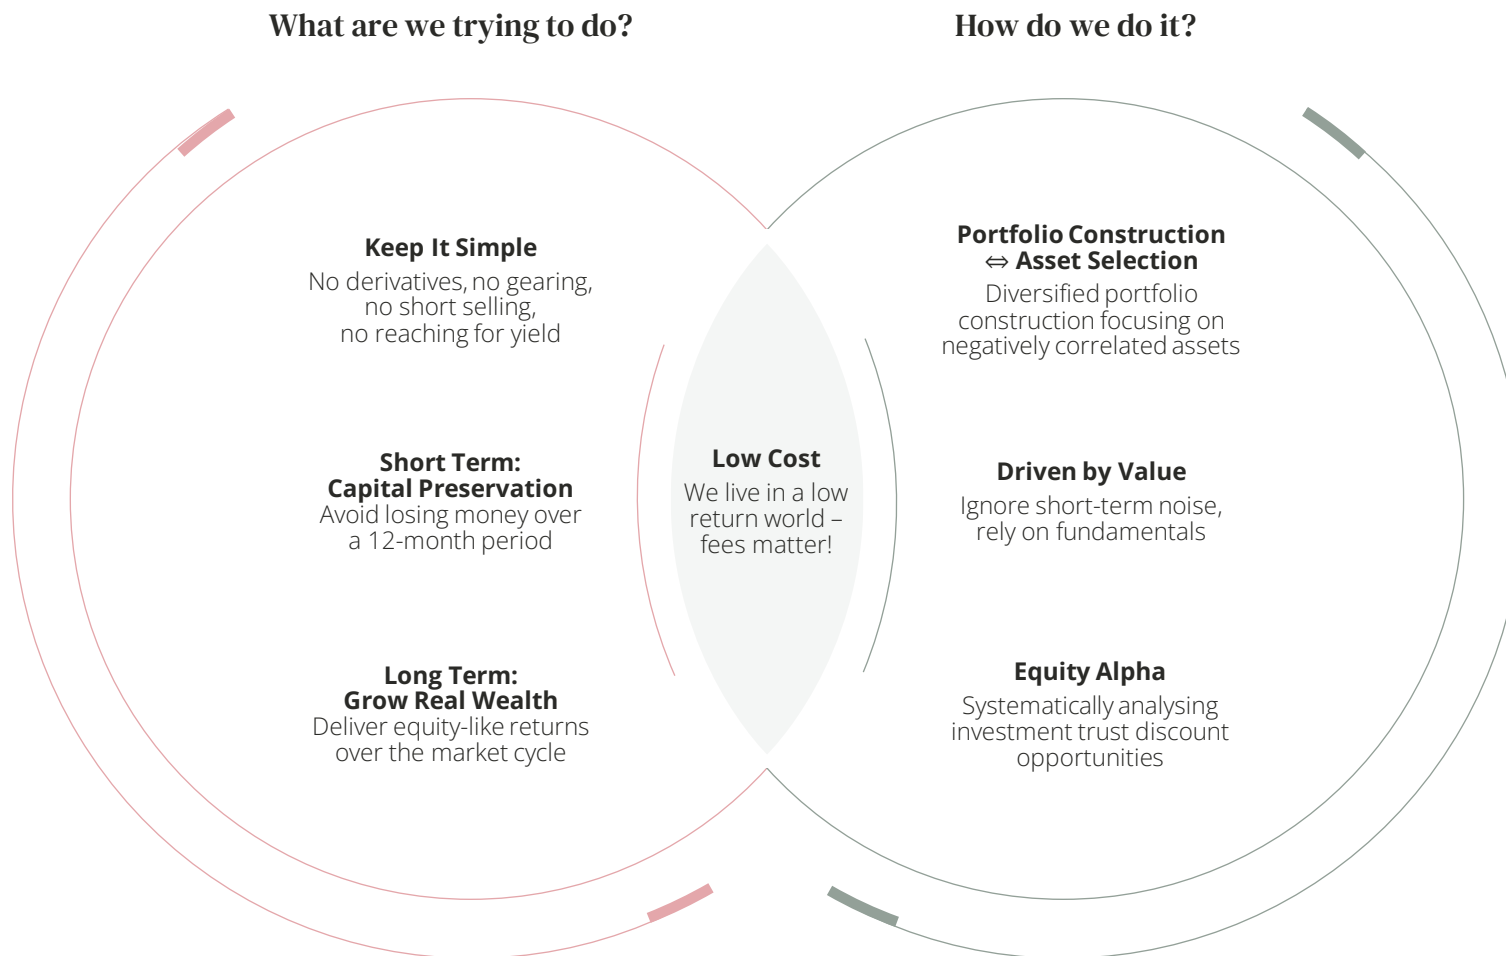 What are we trying to do?
How do we do it?
Keep It Simple
No derivatives, no gearing,
no short selling,
no reaching for yield
Short Term:
Capital Preservation
Avoid losing money over
a 12-month period
Long Term:
Grow Real Wealth
Deliver equity-like returns
over the market cycle
Low Cost
We live in a low
return world –
fees matter!
Portfolio Construction
⇔ Asset Selection
Diversified portfolio
construction focusing on
negatively correlated assets
Driven by Value
Ignore short-term noise,
rely on fundamentals
Equity Alpha
Systematically analysing
investment trust discount
opportunities